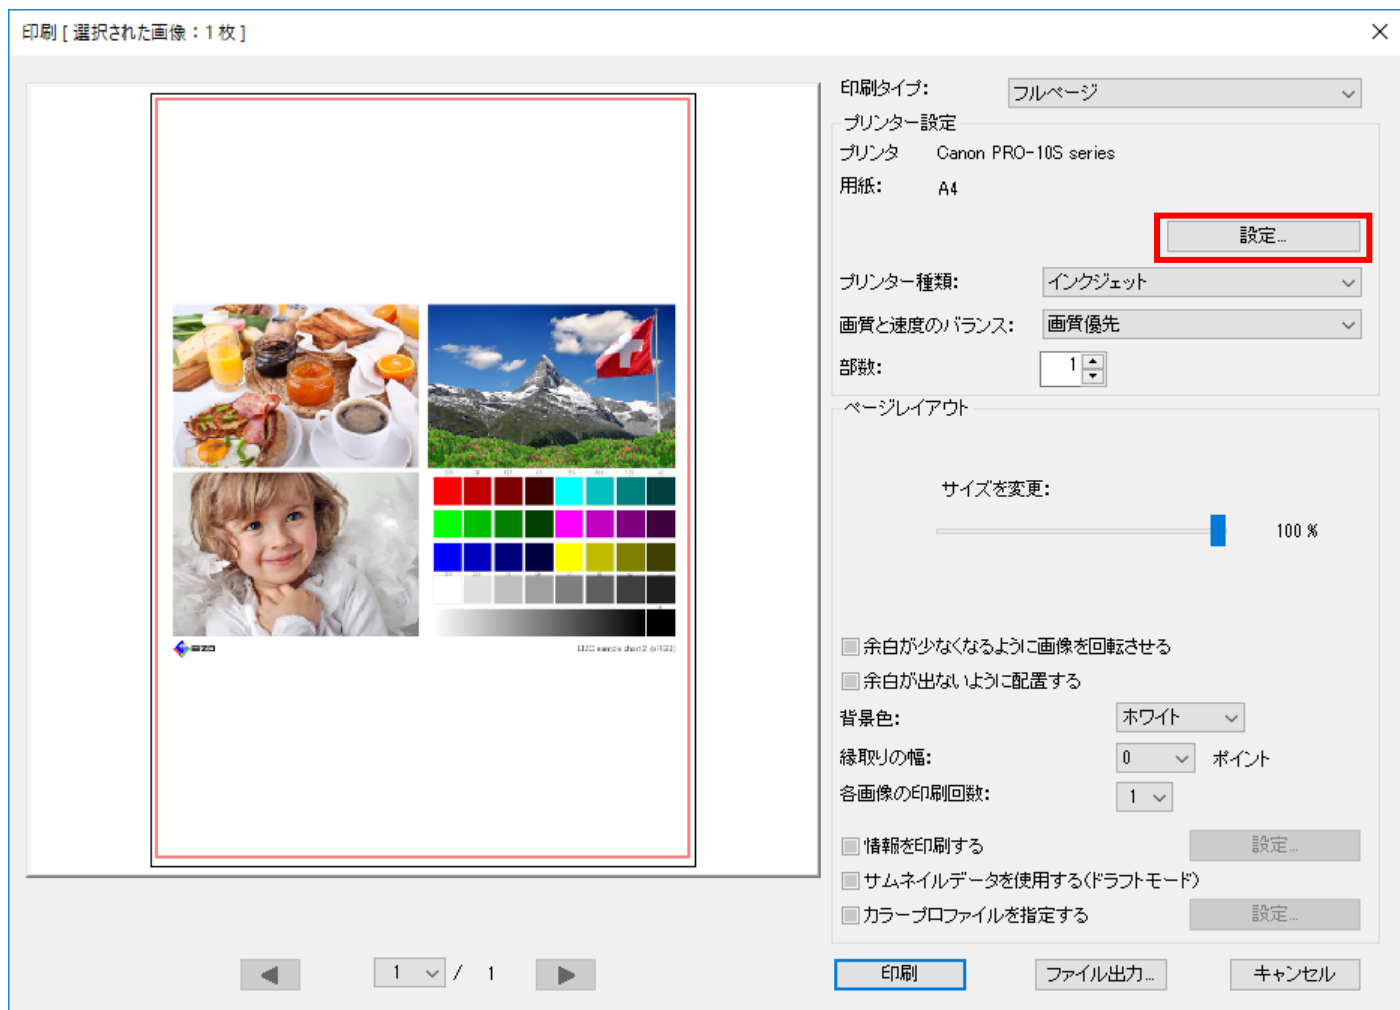 印刷 [ 選択された画像：1 枚 ]
印刷タイプ:
フルページ
プリンター設定
プリンタ Canon PRO-10S series
用紙: A4
設定...
プリンター種類: インクジェット
画質と速度のバランス: 画質優先
部数: 1
ページレイアウト
サイズを変更:
100 %
余白が少なくなるように画像を回転させる
余白が出ないように配置する
背景色: ホワイト
縁取りの幅: 0 ポイント
各画像の印刷回数: 1
情報を印刷する 設定...
サムネイルデータを使用する(ドラフトモード)
カラープロファイルを指定する 設定...
EIZO
EIZO sample chart 2 (sRGB)
1 / 1
印刷 ファイル出力... キャンセル